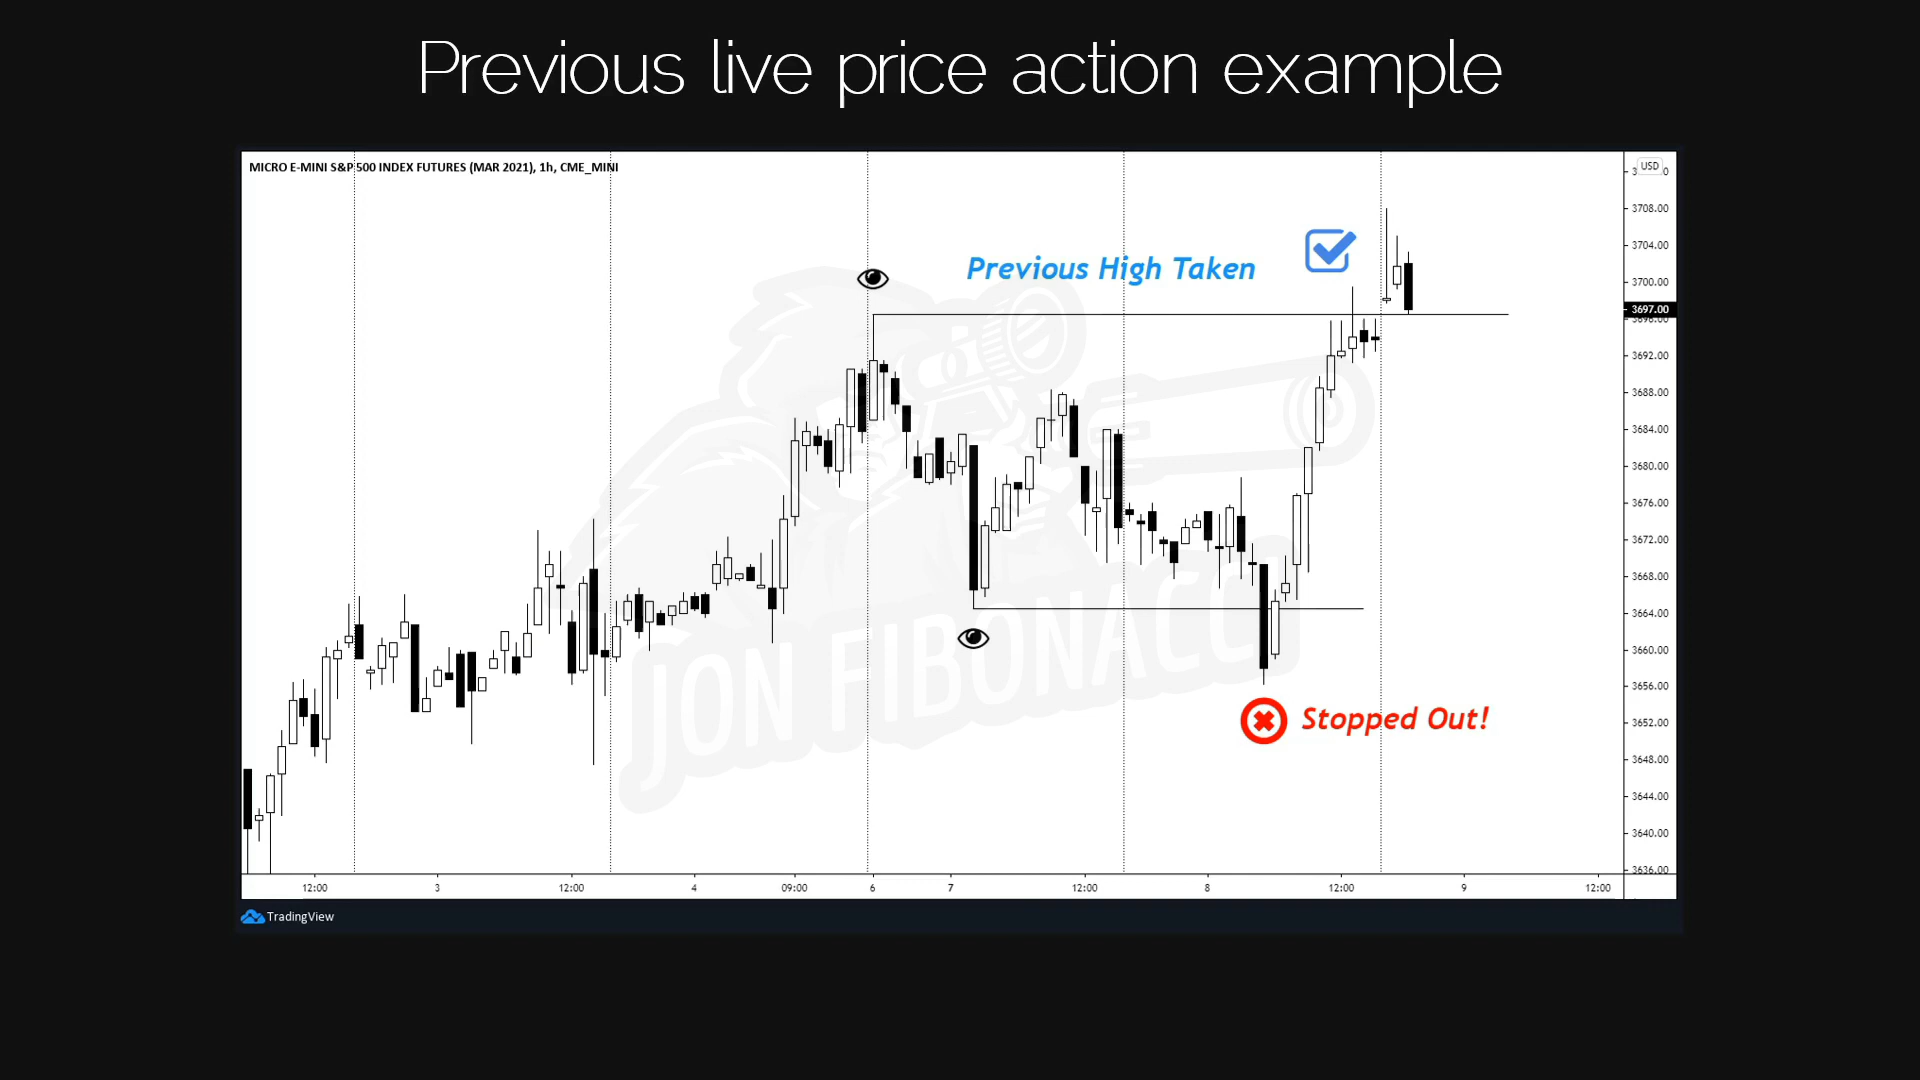 Previous live price action example
MICRO E-MINI S&P 500 INDEX FUTURES (MAR 2021), 1h, CME_MINI
USD
3708.00
3704.00
Previous High Taken
3700.00
3697.00
3696.00
3692.00
3688.00
3684.00
3680.00
3676.00
3672.00
3668.00
3664.00
3660.00
3656.00
JON FIBONACCI
Stopped Out!
3652.00
3648.00
3644.00
3640.00
3636.00
12:00 3 12:00 4 09:00 6 7 12:00 8 12:00 9 12:00
TradingView